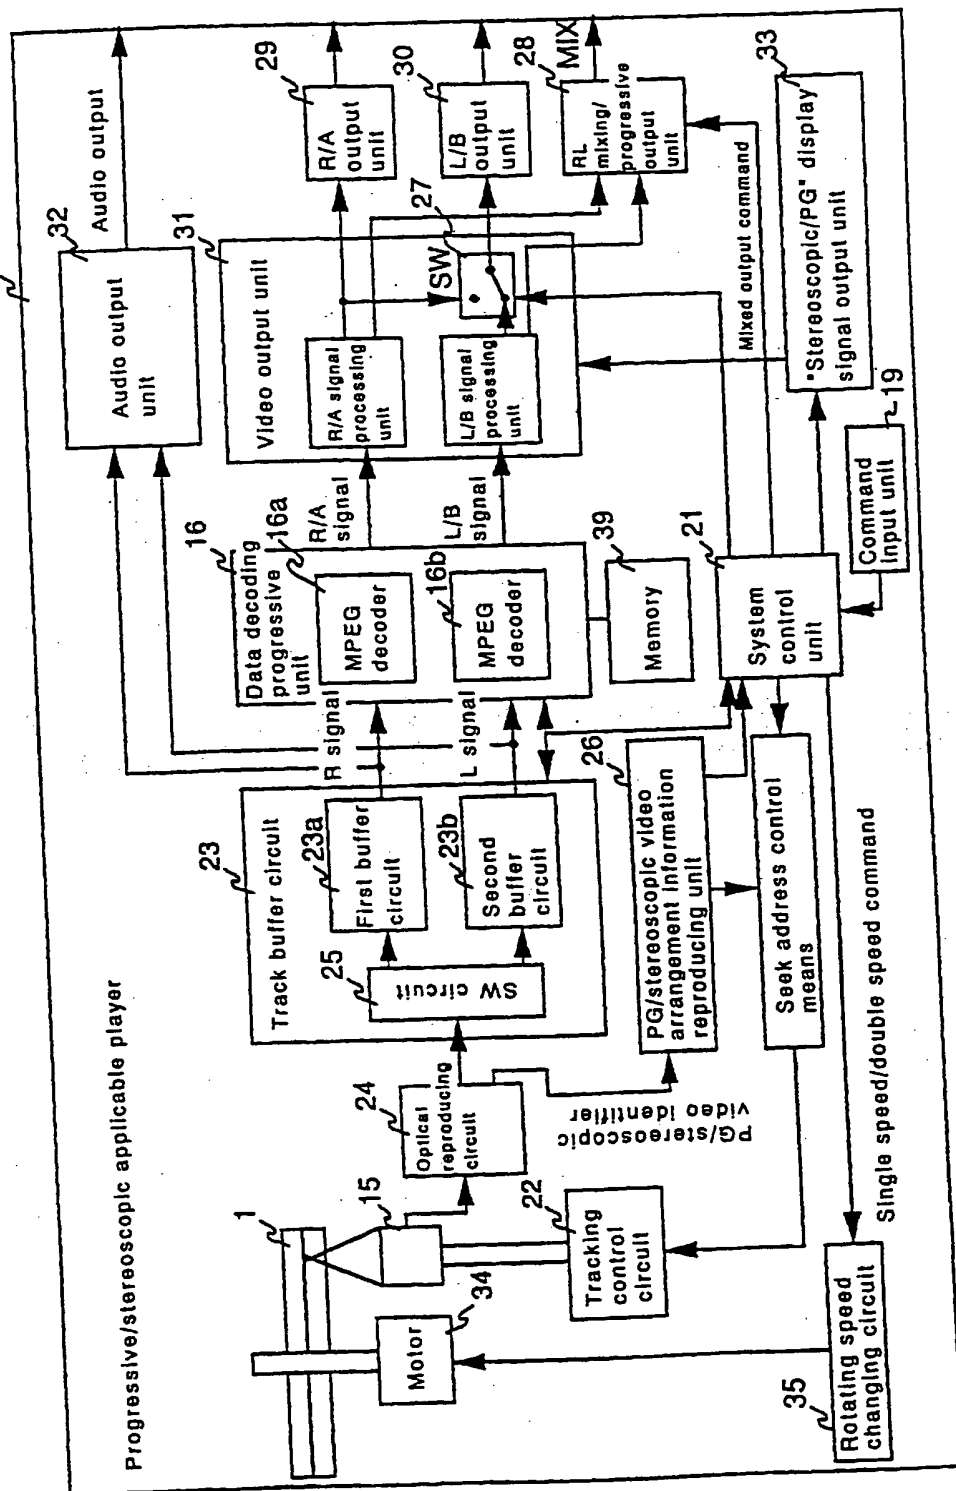 Progressive/stereoscopic applicable player
1
15
34
Motor
22
Tracking
control
circuit
35
Rotating speed
changing circuit
Single speed/double speed command
24
Optical
reproducing
circuit
PG/stereoscopic
video identifier
23
Track buffer circuit
25
SW circuit
23a
First buffer
circuit
23b
Second
buffer
circuit
26
PG/stereoscopic video
arrangement information
reproducing unit
Seek address control
means
R signal
L signal
16
Data decoding
progressive
unit
16a
MPEG
decoder
16b
MPEG
decoder
39
Memory
21
System
control
unit
19
Command
input unit
R/A
signal
L/B
signal
31
Video output unit
R/A signal
processing
unit
L/B signal
processing
unit
SW
27
32
Audio output
unit
Audio output
29
R/A
output
unit
30
L/B
output
unit
28
RL
mixing/
progressive
output
unit
MIX
Mixed output command
33
"Stereoscopic/PG" display
signal output unit